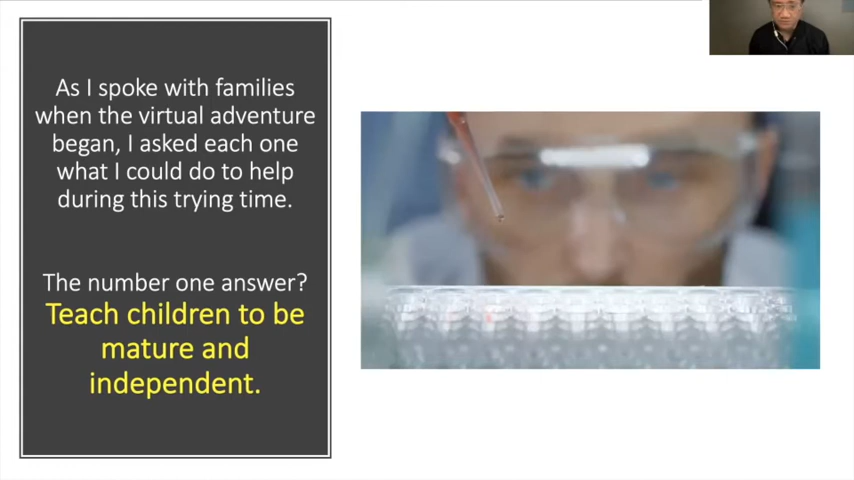 As I spoke with families
when the virtual adventure
began, I asked each one
what I could do to help
during this trying time.
The number one answer?
Teach children to be
mature and
independent.